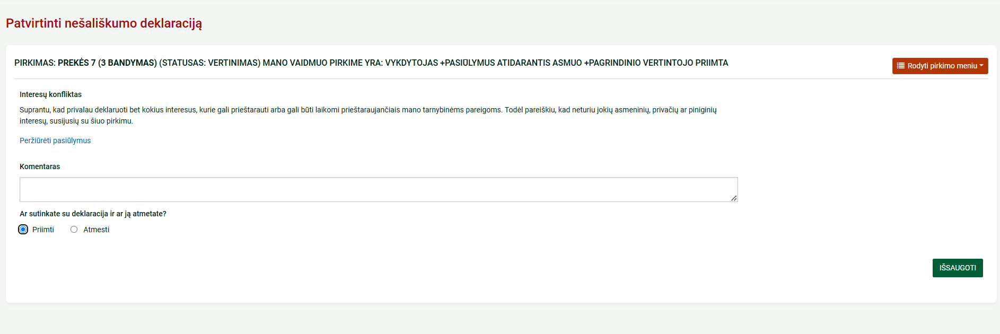 Patvirtinti nešališkumo deklaraciją
PIRKIMAS: PREKĖS 7 (3 BANDYMAS) (STATUSAS: VERTINIMAS) MANO VAIDMUO PIRKIME YRA: VYKDYTOJAS +PASIŪLYMUS ATIDARANTIS ASMUO +PAGRINDINIO VERTINTOJO PRIIMTA
Rodyti pirkimo meniu
Interesų konfliktas
Suprantu, kad privalau deklaruoti bet kokius interesus, kurie gali prieštarauti arba gali būti laikomi prieštaraujančiais mano tarnybinėms pareigoms. Todėl pareiškiu, kad neturiu jokių asmeninių, privačių ar piniginių
interesų, susijusių su šiuo pirkimu.
Peržiūrėti pasiūlymus
Komentaras
Ar sutinkate su deklaracija ir ar ją atmetate?
Priimti Atmesti
IŠSAUGOTI